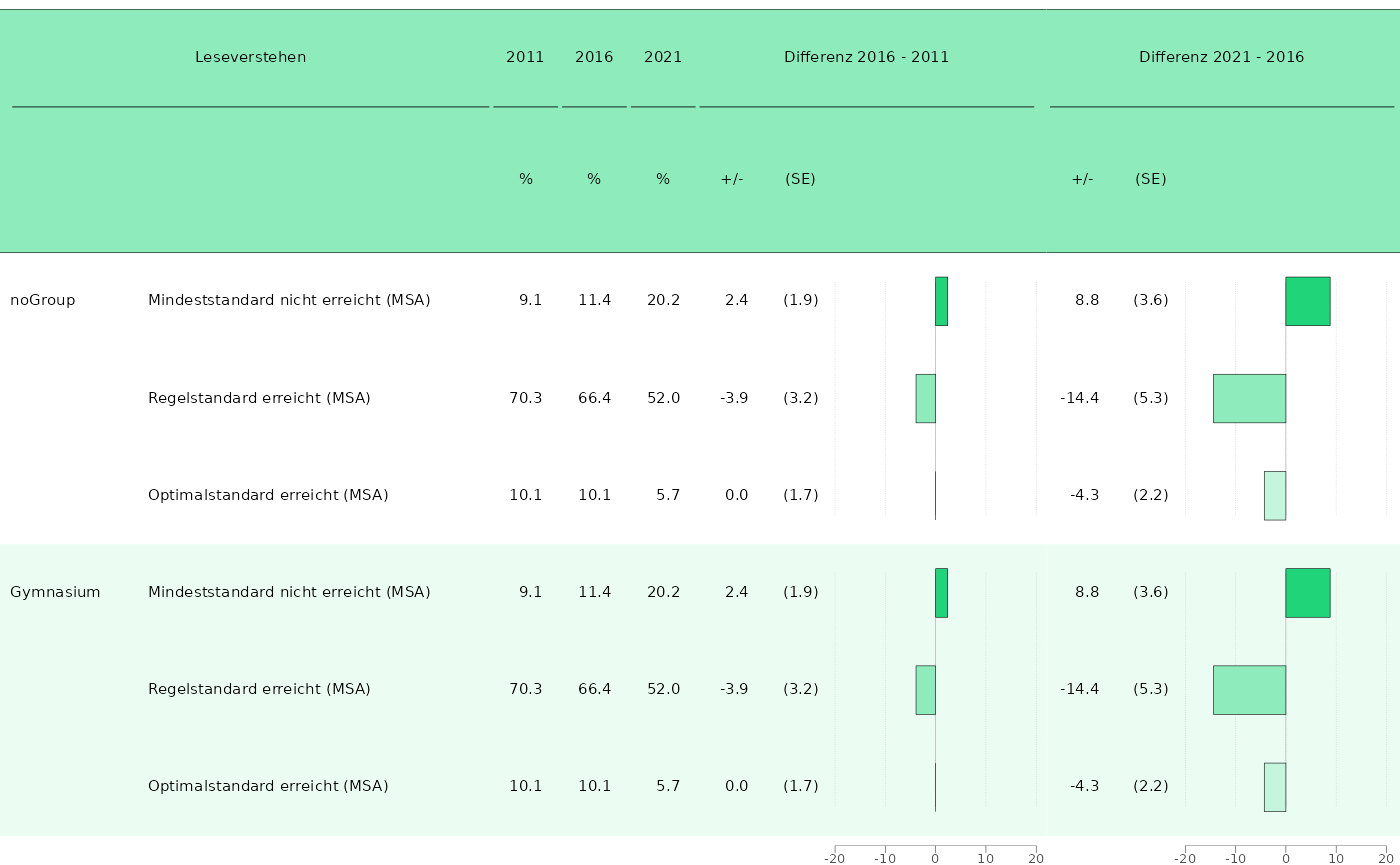 Leseverstehen 2011 2016 2021 Differenz 2016 - 2011 Differenz 2021 - 2016
% % % +/- (SE) +/- (SE)
noGroup Mindeststandard nicht erreicht (MSA) 9.1 11.4 20.2 2.4 (1.9) 8.8 (3.6)
Regelstandard erreicht (MSA) 70.3 66.4 52.0 -3.9 (3.2) -14.4 (5.3)
Optimalstandard erreicht (MSA) 10.1 10.1 5.7 0.0 (1.7) -4.3 (2.2)
Gymnasium Mindeststandard nicht erreicht (MSA) 9.1 11.4 20.2 2.4 (1.9) 8.8 (3.6)
Regelstandard erreicht (MSA) 70.3 66.4 52.0 -3.9 (3.2) -14.4 (5.3)
Optimalstandard erreicht (MSA) 10.1 10.1 5.7 0.0 (1.7) -4.3 (2.2)
-20 -10 0 10 20 -20 -10 0 10 20